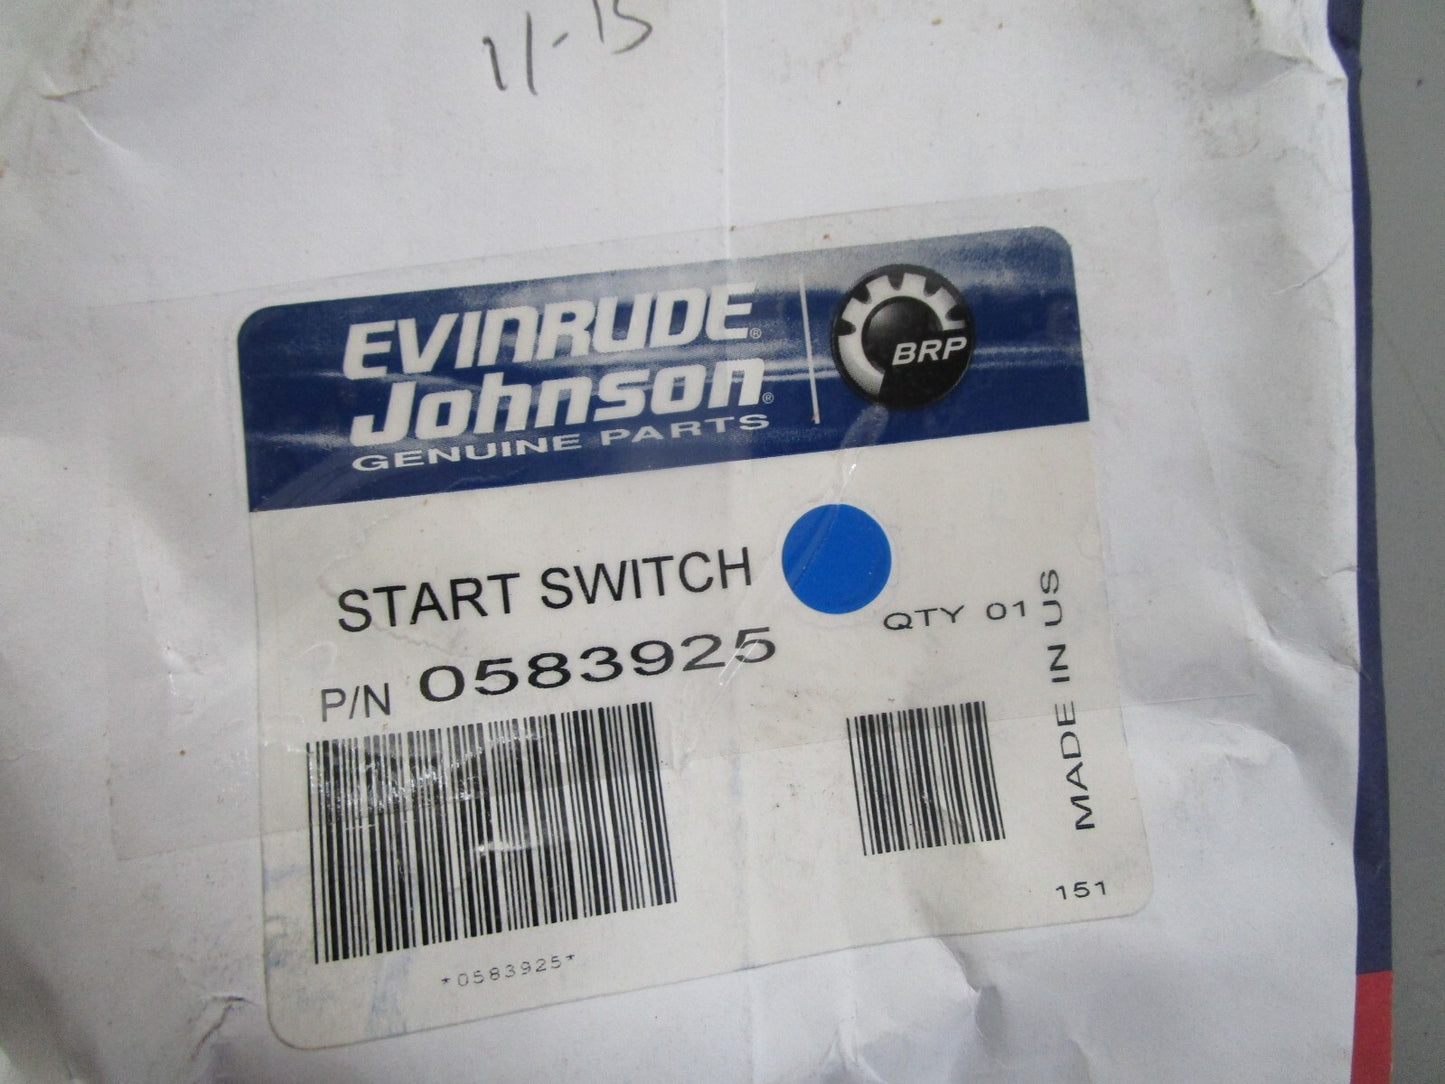 11-15
EVINRUDE®
Johnson®
GENUINE PARTS
BRP
START SWITCH
QTY 01
P/N 0583925
MADE IN US
*0583925*
151